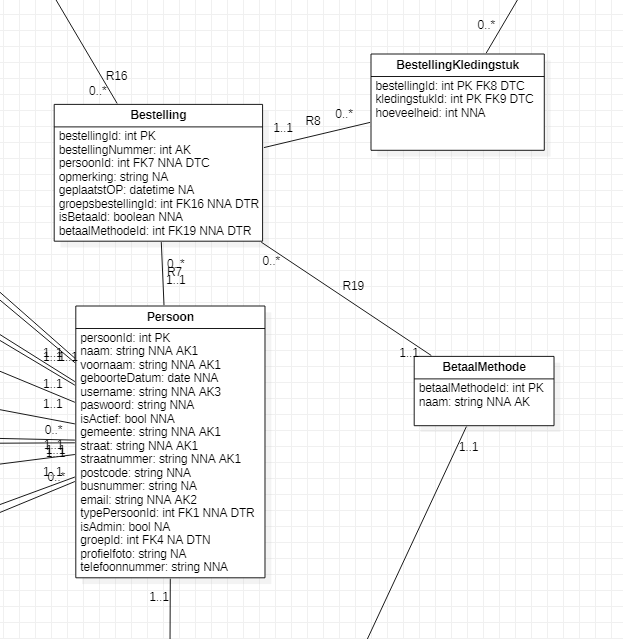 0..*
R16
0..*
BestellingKledingstuk
bestellingId: int PK FK8 DTC
kledingstukId: int PK FK9 DTC
hoeveelheid: int NNA
Bestelling
bestellingId: int PK
bestellingNummer: int AK
persoonId: int FK7 NNA DTC
opmerking: string NA
geplaatstOP: datetime NA
groepsbestellingId: int FK16 NNA DTR
isBetaald: boolean NNA
betaalMethodeId: int FK19 NNA DTR
1..1
R8
0..*
0..*
R7
1..1
0..*
R19
1..1
Persoon
persoonId: int PK
naam: string NNA AK1
voornaam: string NNA AK1
geboorteDatum: date NNA
username: string NNA AK3
paswoord: string NNA
isActief: bool NNA
gemeente: string NNA AK1
straat: string NNA AK1
straatnummer: string NNA AK1
postcode: string NNA
busnummer: string NA
email: string NNA AK2
typePersoonId: int FK1 NNA DTR
isAdmin: bool NA
groepId: int FK4 NA DTN
profielfoto: string NA
telefoonnummer: string NNA
BetaalMethode
betaalMethodeId: int PK
naam: string NNA AK
1..1
1..1
1..1
1..1
0..*
1..1
1..1
1..1
0..*
1..1